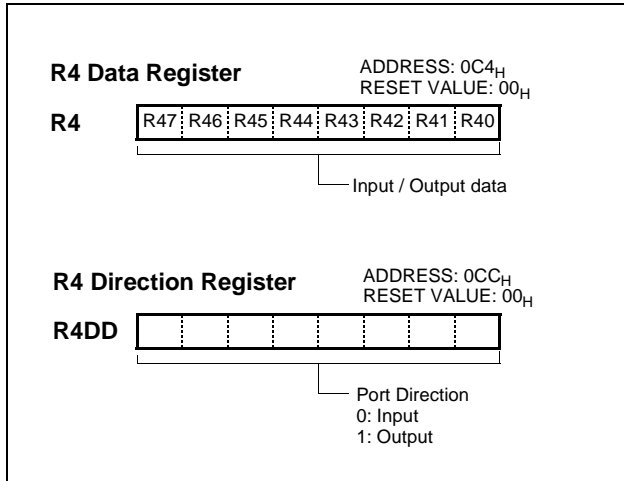 R4 Data Register
ADDRESS: 0C4H
RESET VALUE: 00H
R4
R47 R46 R45 R44 R43 R42 R41 R40
Input / Output data
R4 Direction Register
ADDRESS: 0CCH
RESET VALUE: 00H
R4DD
Port Direction
0: Input
1: Output